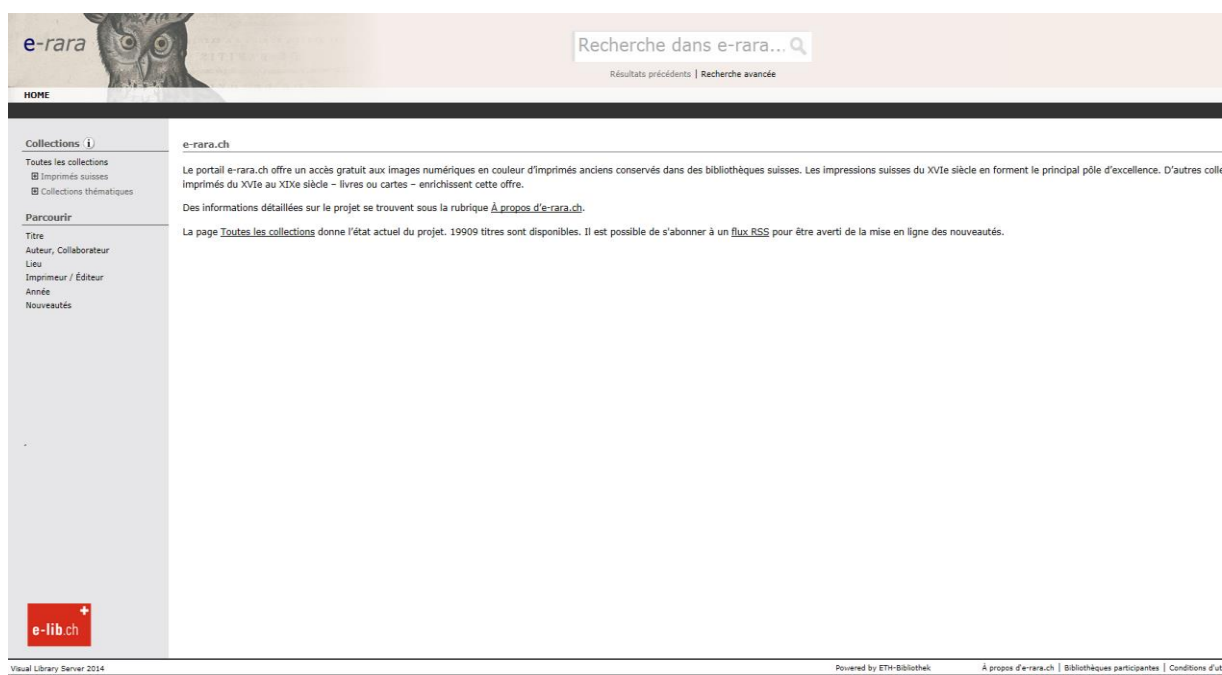 e-rara
Recherche dans e-rara...
Résultats précédents | Recherche avancée
HOME
Collections i
Toutes les collections
Imprimés suisses
Collections thématiques
Parcourir
Titre
Auteur, Collaborateur
Lieu
Imprimeur / Éditeur
Année
Nouveautés
e-rara.ch
Le portail e-rara.ch offre un accès gratuit aux images numériques en couleur d'imprimés anciens conservés dans des bibliothèques suisses. Les impressions suisses du XVIe siècle en forment le principal pôle d'excellence. D'autres colle
imprimés du XVIe au XIXe siècle – livres ou cartes – enrichissent cette offre.
Des informations détaillées sur le projet se trouvent sous la rubrique À propos d'e-rara.ch.
La page Toutes les collections donne l'état actuel du projet. 19909 titres sont disponibles. Il est possible de s'abonner à un flux RSS pour être averti de la mise en ligne des nouveautés.
e-lib.ch
Visual Library Server 2014
Powered by ETH-Bibliothek
À propos d'e-rara.ch | Bibliothèques participantes | Conditions d'ut